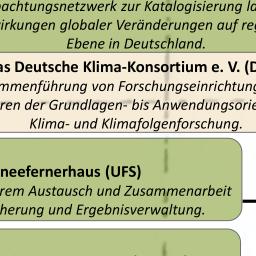 achtungsnetzwerk zur Katalogisierung la
irkungen globaler Veränderungen auf reg
Ebene in Deutschland.
as Deutsche Klima-Konsortium e. V. (D
mmenführung von Forschungseinrichtung
ren der Grundlagen- bis Anwendungsorie
Klima- und Klimafolgenforschung.
neefernerhaus (UFS)
rem Austausch und Zusammenarbeit
herung und Ergebnisverwaltung.